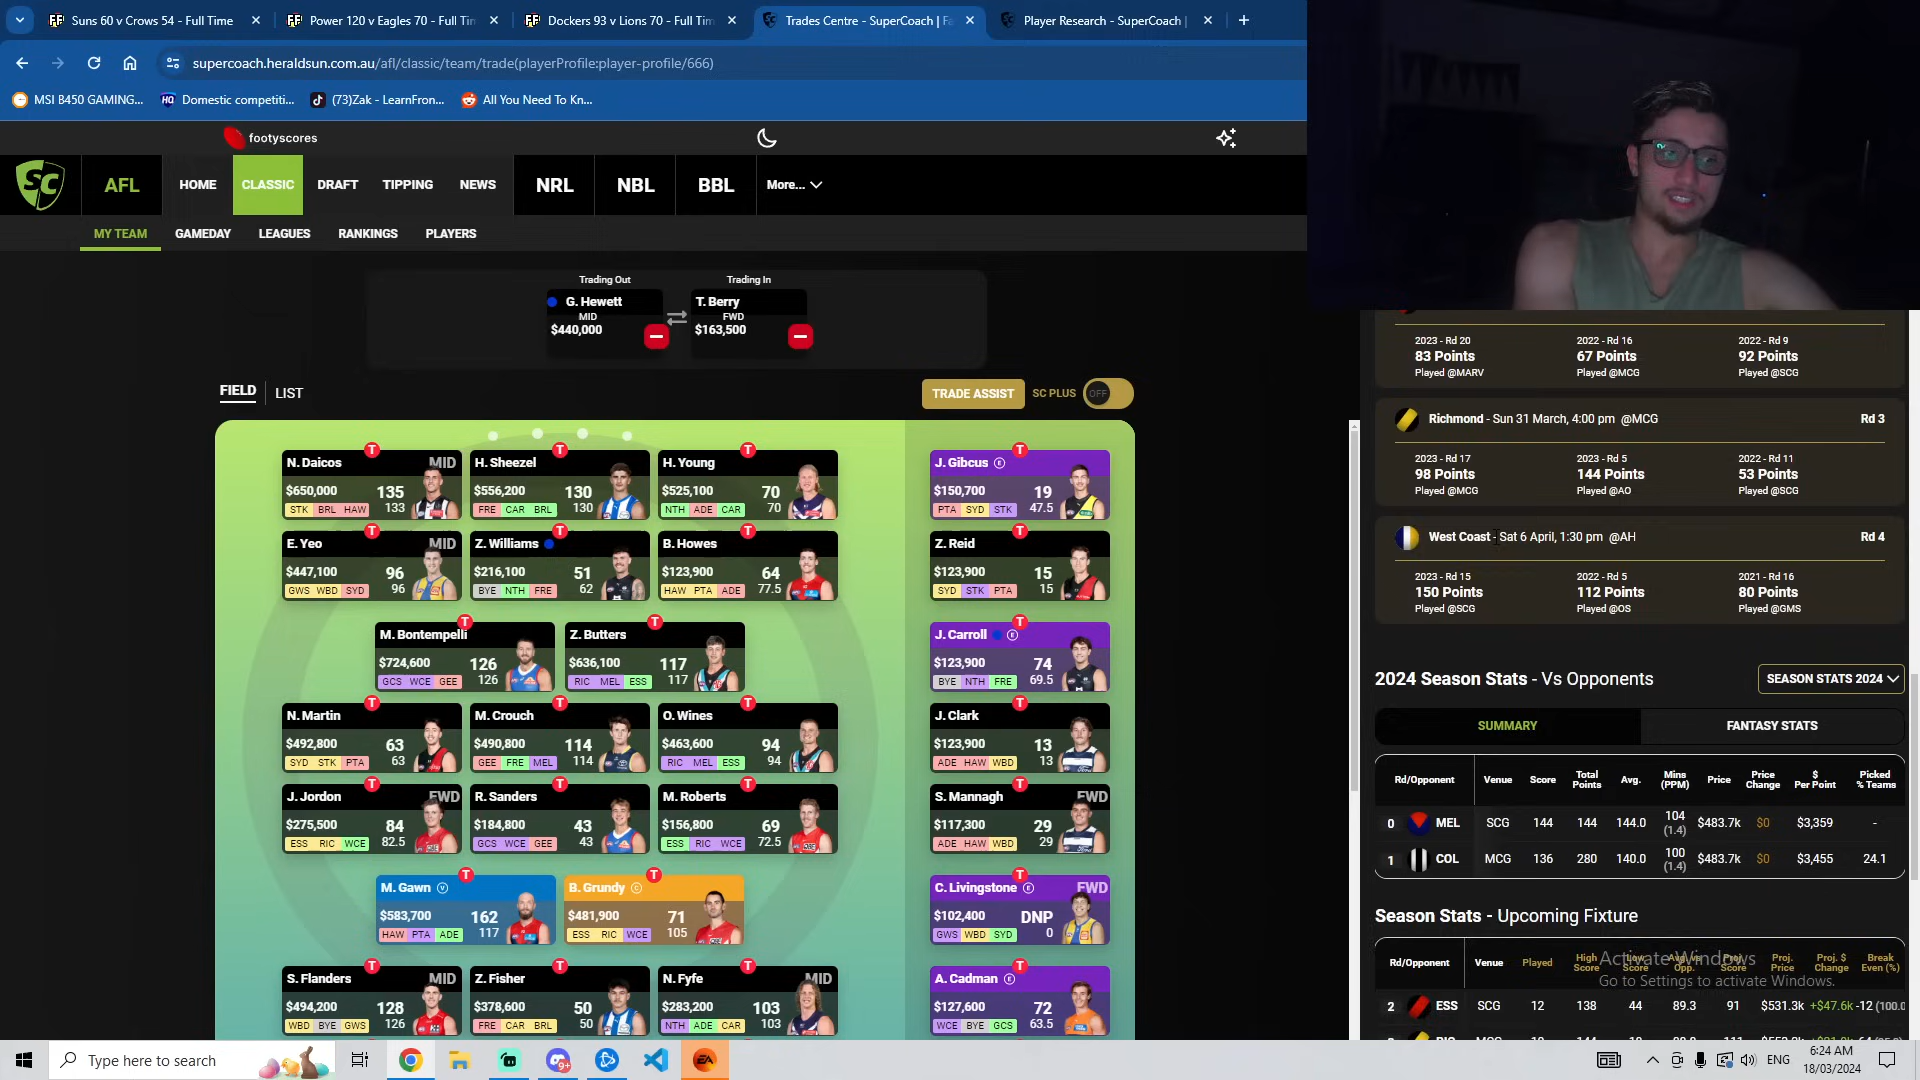 Suns 60 v Crows 54 - Full Time
Power 120 v Eagles 70 - Full Tim
Dockers 93 v Lions 70 - Full Tim
Trades Centre - SuperCoach | Fa
Player Research - SuperCoach |
supercoach.heraldsun.com.au/afl/classic/team/trade(playerProfile:player-profile/666)
MSI B450 GAMING...
HQ
Domestic competiti...
(73)Zak - LearnFron...
All You Need To Kn...
footyscores
SC
AFL
HOME
CLASSIC
DRAFT
TIPPING
NEWS
NRL
NBL
BBL
More...
MY TEAM
GAMEDAY
LEAGUES
RANKINGS
PLAYERS
Trading Out
Trading In
G. Hewett
MID
$440,000
T. Berry
FWD
$163,500
FIELD
LIST
TRADE ASSIST
SC PLUS
OFF
N. Daicos MID
$650,000 135
STK BRL HAW 133
H. Sheezel
$556,200 130
FRE CAR BRL 130
H. Young
$525,100 70
NTH ADE CAR 70
J. Gibcus E
$150,700 19
PTA SYD STK 47.5
E. Yeo MID
$447,100 96
GWS WBD SYD 96
Z. Williams
$216,100 51
BYE NTH FRE 62
B. Howes
$123,900 64
HAW PTA ADE 77.5
Z. Reid
$123,900 15
SYD STK PTA 15
M. Bontempelli
$724,600 126
GCS WCE GEE 126
Z. Butters
$636,100 117
RIC MEL ESS 117
J. Carroll E
$123,900 74
BYE NTH FRE 69.5
N. Martin
$492,800 63
SYD STK PTA 63
M. Crouch
$490,800 114
GEE FRE MEL 114
O. Wines
$463,600 94
RIC MEL ESS 94
J. Clark
$123,900 13
ADE HAW WBD 13
J. Jordon FWD
$275,500 84
ESS RIC WCE 82.5
R. Sanders
$184,800 43
GCS WCE GEE 43
M. Roberts
$156,800 69
ESS RIC WCE 72.5
S. Mannagh FWD
$117,300 29
ADE HAW WBD 29
M. Gawn V
$583,700 162
HAW PTA ADE 117
B. Grundy C
$481,900 71
ESS RIC WCE 105
C. Livingstone E FWD
$102,400 DNP
GWS WBD SYD 0
S. Flanders MID
$494,200 128
WBD BYE GWS 126
Z. Fisher
$378,600 50
FRE CAR BRL 50
N. Fyfe MID
$283,200 103
NTH ADE CAR 103
A. Cadman E
$127,600 72
WCE BYE GCS 63.5
T T T T
T T T T
T T T
T T T T
T T T T
T T T
T T T T
2023 - Rd 20 2022 - Rd 16 2022 - Rd 9
83 Points 67 Points 92 Points
Played @MARV Played @MCG Played @SCG
Richmond - Sun 31 March, 4:00 pm @MCG Rd 3
2023 - Rd 17 2023 - Rd 5 2022 - Rd 11
98 Points 144 Points 53 Points
Played @MCG Played @AO Played @SCG
West Coast - Sat 6 April, 1:30 pm @AH Rd 4
2023 - Rd 15 2022 - Rd 5 2021 - Rd 16
150 Points 112 Points 80 Points
Played @SCG Played @OS Played @GMS
2024 Season Stats - Vs Opponents
SEASON STATS 2024
SUMMARY
FANTASY STATS
Rd/Opponent Venue Score Total Points Avg. Mins (PPM) Price Price Change $ Per Point Picked % Teams
0 MEL SCG 144 144 144.0 104 (1.4) $483.7k $0 $3,359 -
1 COL MCG 136 280 140.0 100 (1.4) $483.7k $0 $3,455 24.1
Season Stats - Upcoming Fixture
Rd/Opponent Venue Played High Score Proj. Price Proj. $ Change Break Even (%)
2 ESS SCG 12 138 44 89.3 91 $531.3k +$47.6k -12 (100.0
Activate Windows
Go to Settings to activate Windows.
Type here to search
EA
9+
ENG
6:24 AM
18/03/2024